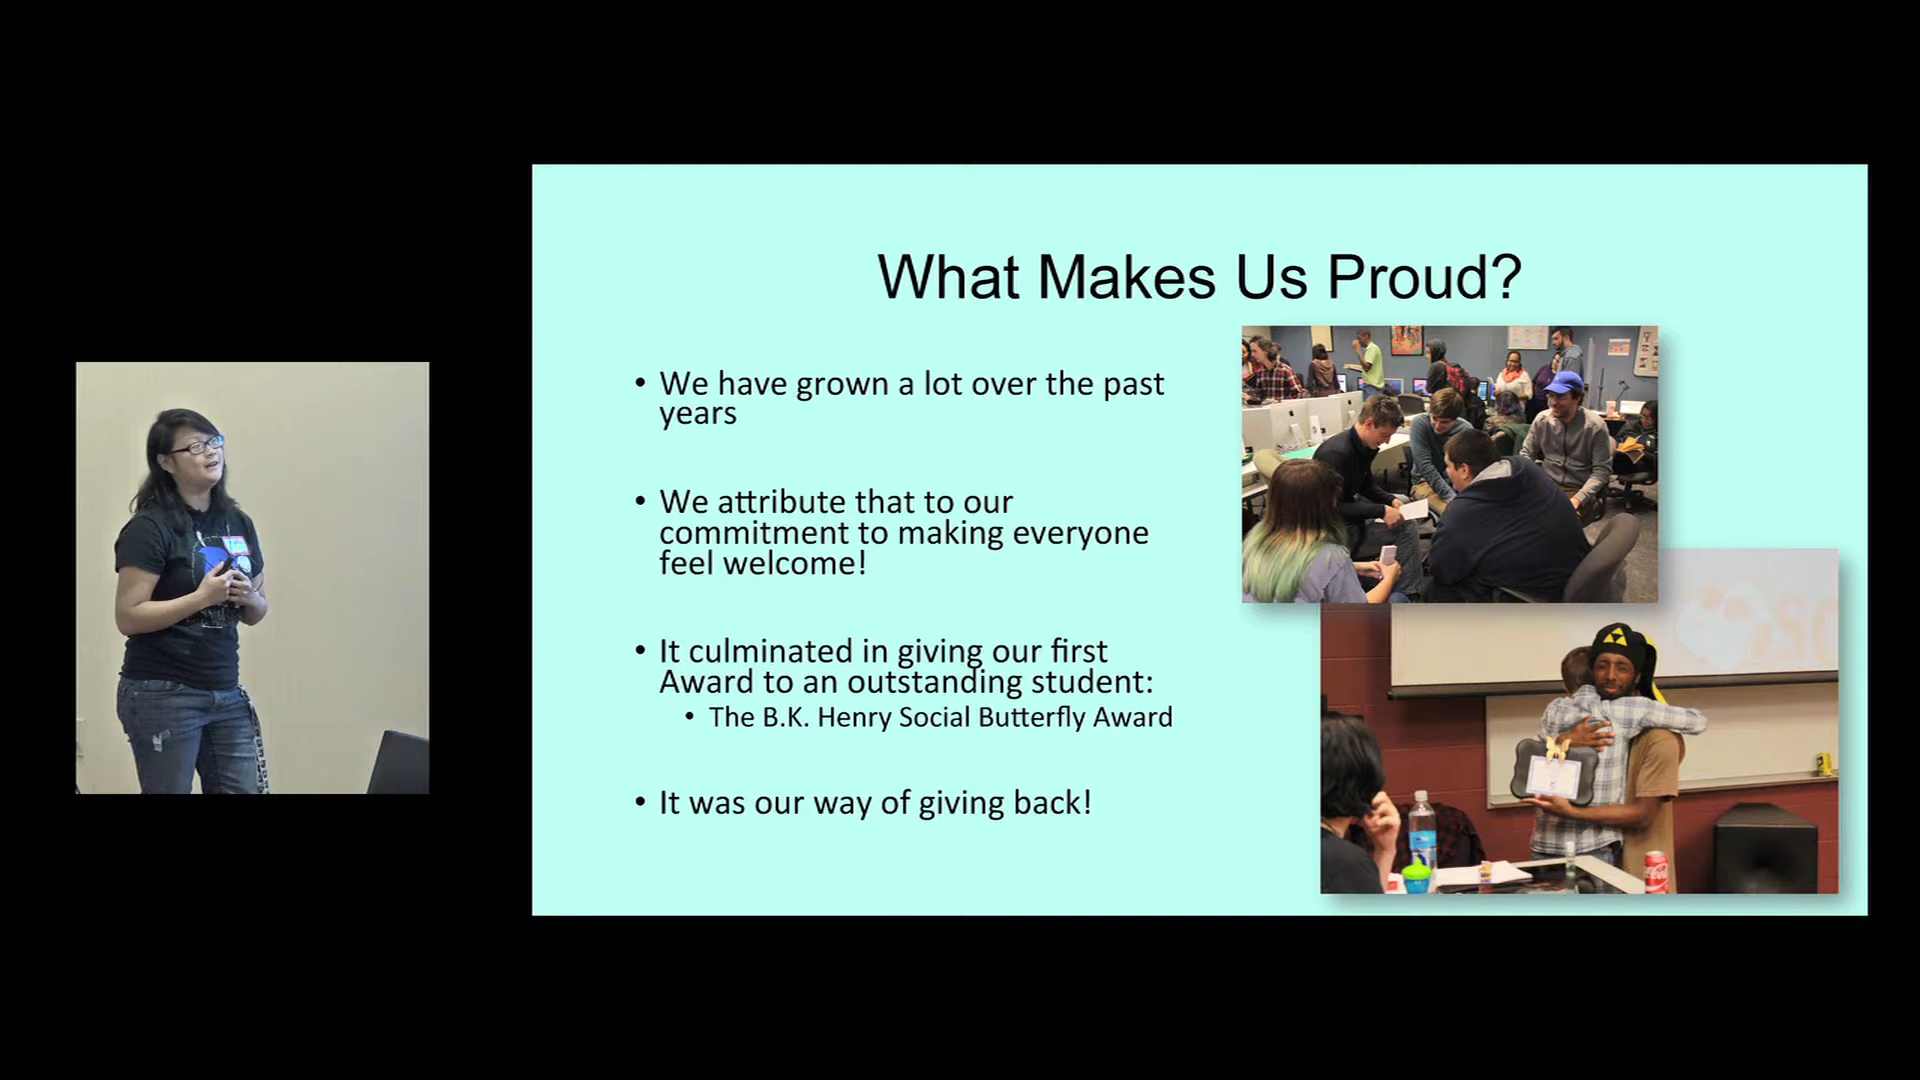 What Makes Us Proud?
• We have grown a lot over the past
years
• We attribute that to our
commitment to making everyone
feel welcome!
• It culminated in giving our first
Award to an outstanding student:
• The B.K. Henry Social Butterfly Award
• It was our way of giving back!
Coca-Cola